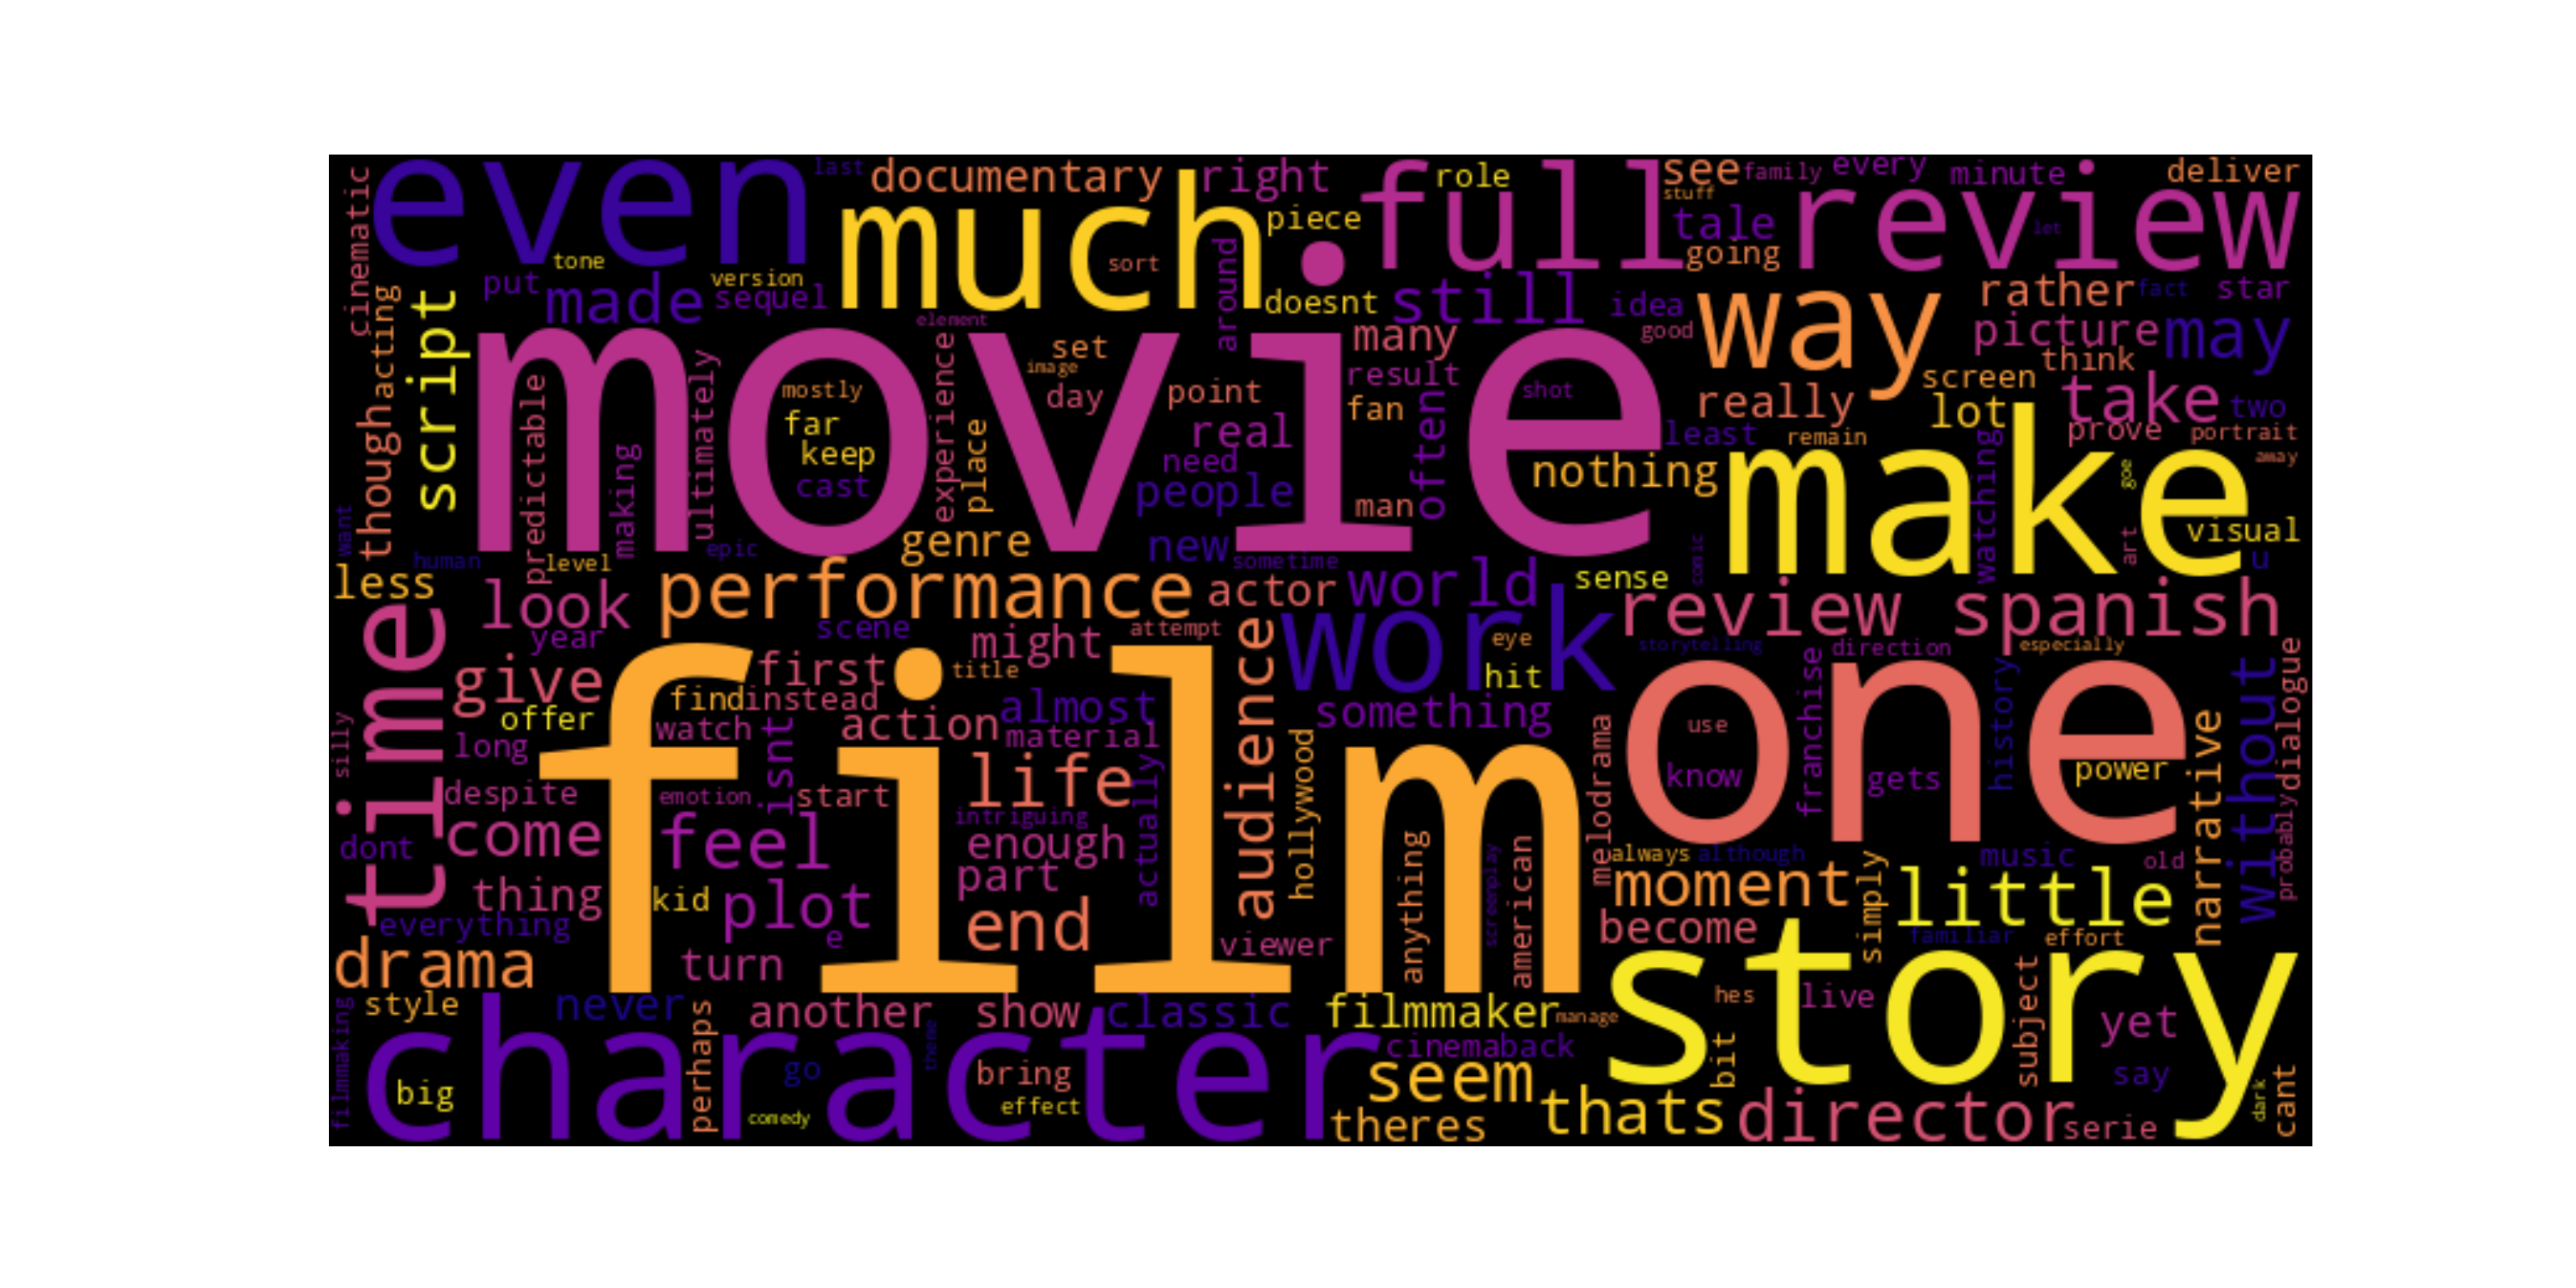 even
last
documentary
right
full
role
see
family
every
minute
deliver
cinematic
much
piece
stuff
tale
review
let
tone
sort
around
going
put
made
version
sequel
doesnt
still
idea
way
rather
fact
star
acting
script
element
many
good
picture
may
movie
set
think
image
mostly
day
point
result
shot
screen
take
two
far
fan
really
lot
keep
real
least
remain
prove
portrait
though
predictable
making
ultimately
cast
experience
place
need
people
often
man
nothing
make
watching
goe
away
want
human
level
epic
genre
new
sometime
comic
art
visual
u
less
look
performance
actor
world
sense
review spanish
year
scene
might
attempt
work
eye
storytelling
direction
especially
time
give
first
title
audience
hit
one
franchise
history
without
dialogue
find
instead
offer
watch
action
almost
something
use
silly
long
isnt
material
hollywood
melodrama
know
gets
power
narrative
film
life
despite
emotion
start
actually
dont
come
feel
intriguing
enough
anything
screenplay
american
always
although
music
old
probably
thing
kid
plot
part
moment
simply
little
everything
e
end
viewer
become
familiar
effort
drama
turn
story
style
never
another
show
classic
filmmaker
manage
hes
live
subject
yet
filmmaking
character
perhaps
theme
cinemaback
big
go
bring
seem
bit
say
comedy
effect
theres
thats
director
serie
dark
cant